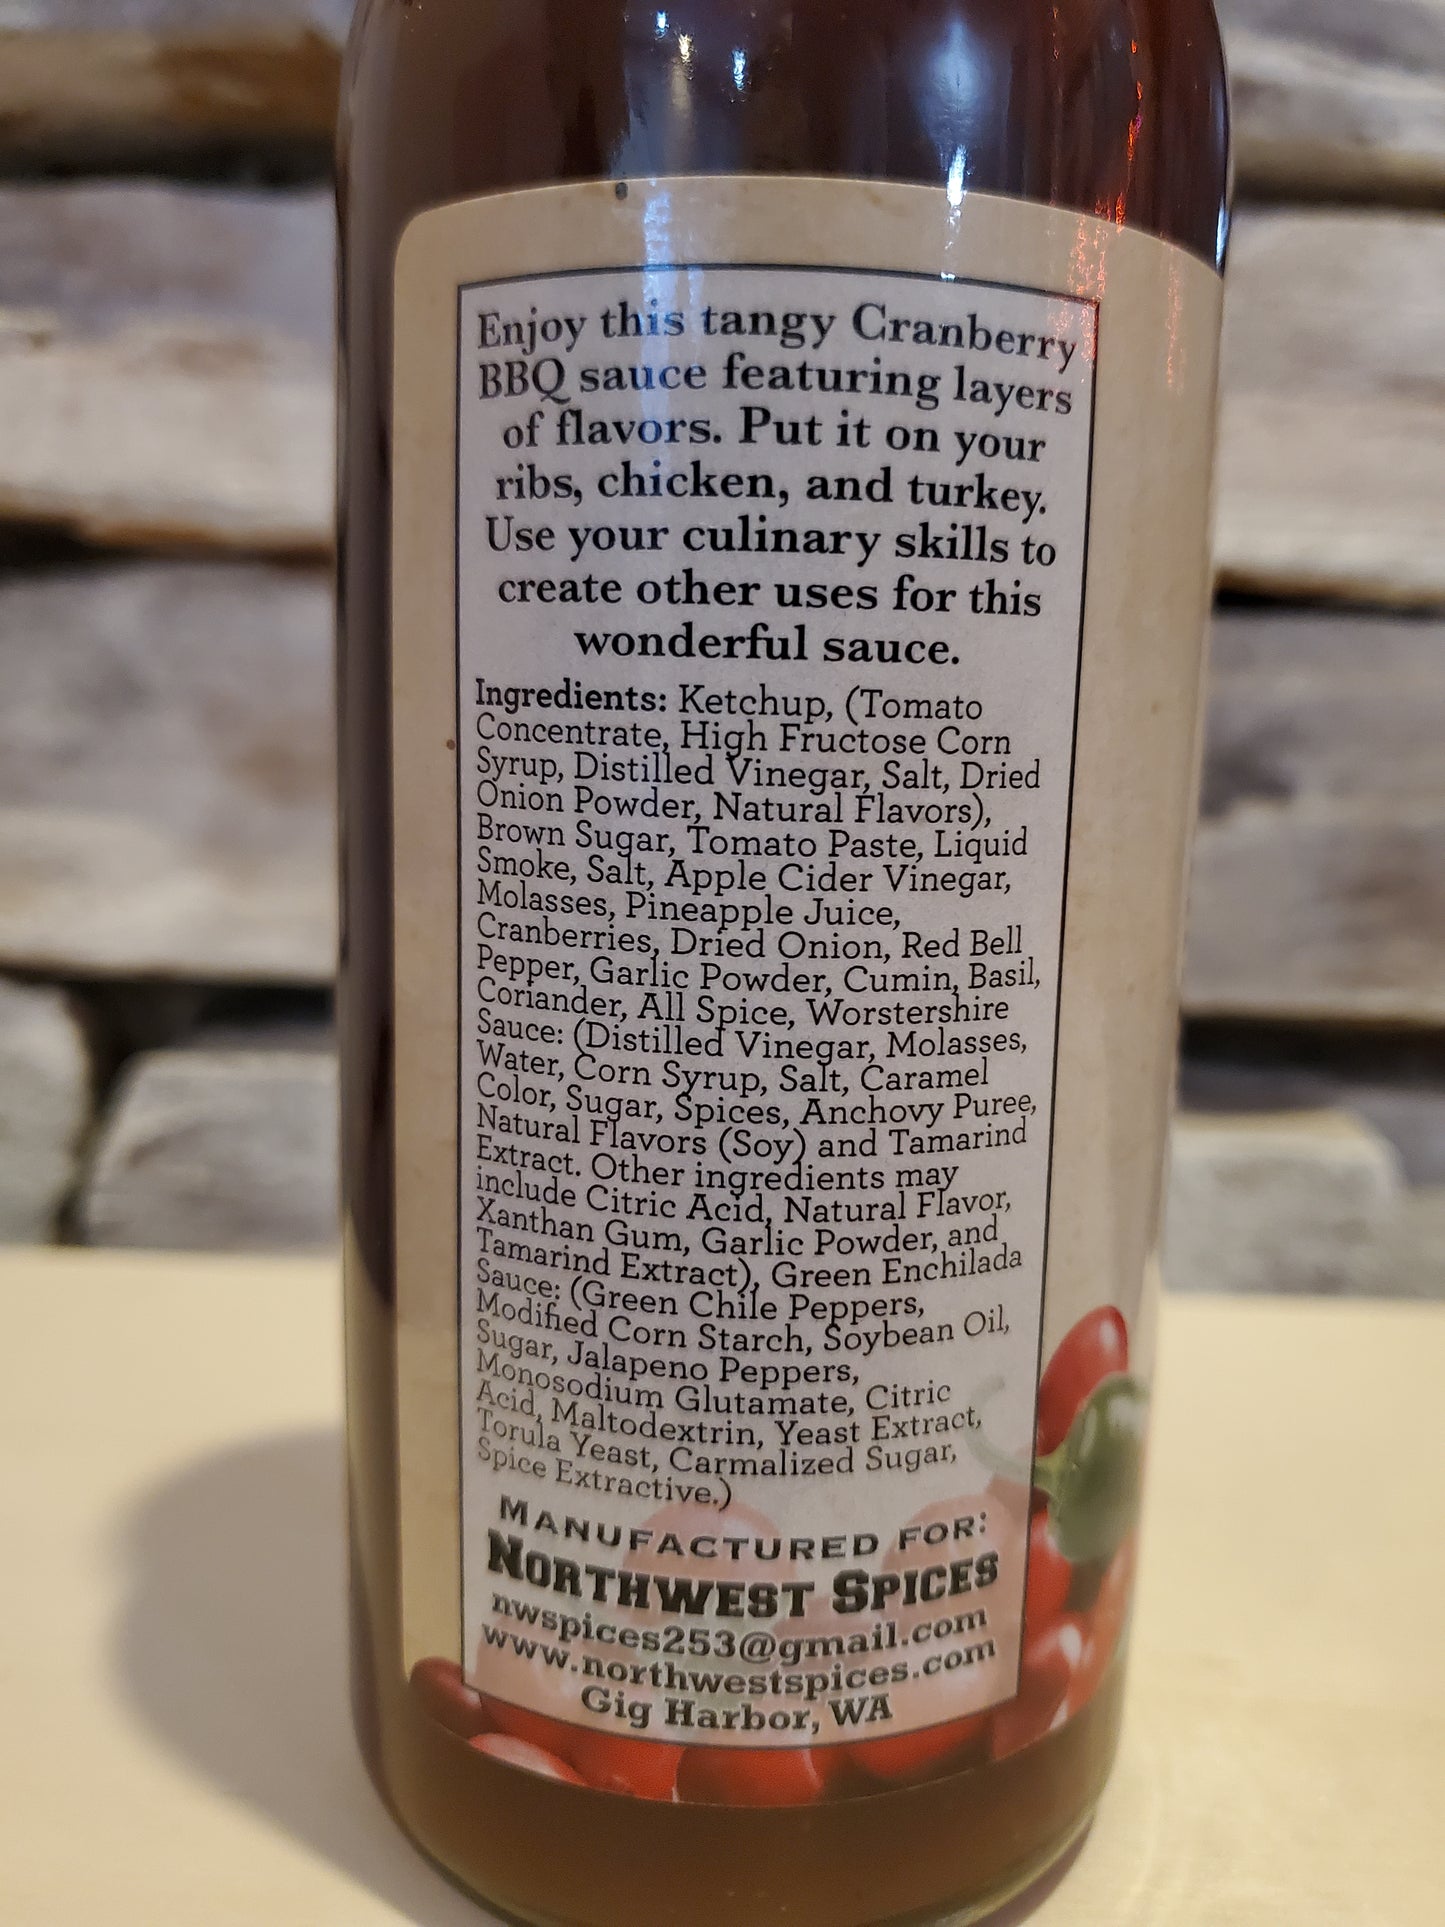 Enjoy this tangy Cranberry
BBQ sauce featuring layers
of flavors. Put it on your
ribs, chicken, and turkey.
Use your culinary skills to
create other uses for this
wonderful sauce.
Ingredients: Ketchup, (Tomato
Concentrate, High Fructose Corn
Syrup, Distilled Vinegar, Salt, Dried
Onion Powder, Natural Flavors),
Brown Sugar, Tomato Paste, Liquid
Smoke, Salt, Apple Cider Vinegar,
Molasses, Pineapple Juice,
Cranberries, Dried Onion, Red Bell
Pepper, Garlic Powder, Cumin, Basil,
Coriander, All Spice, Worstershire
Sauce: (Distilled Vinegar, Molasses,
Water, Corn Syrup, Salt, Caramel
Color, Sugar, Spices, Anchovy Puree,
Natural Flavors (Soy) and Tamarind
Extract. Other ingredients may
include Citric Acid, Natural Flavor,
Xanthan Gum, Garlic Powder, and
Tamarind Extract), Green Enchilada
Sauce: (Green Chile Peppers,
Modified Corn Starch, Soybean Oil,
Sugar, Jalapeno Peppers,
Monosodium Glutamate, Citric
Acid, Maltodextrin, Yeast Extract,
Torula Yeast, Carmalized Sugar,
Spice Extractive.)
MANUFACTURED FOR:
NORTHWEST SPICES
nwspices253@gmail.com
www.northwestspices.com
Gig Harbor, WA